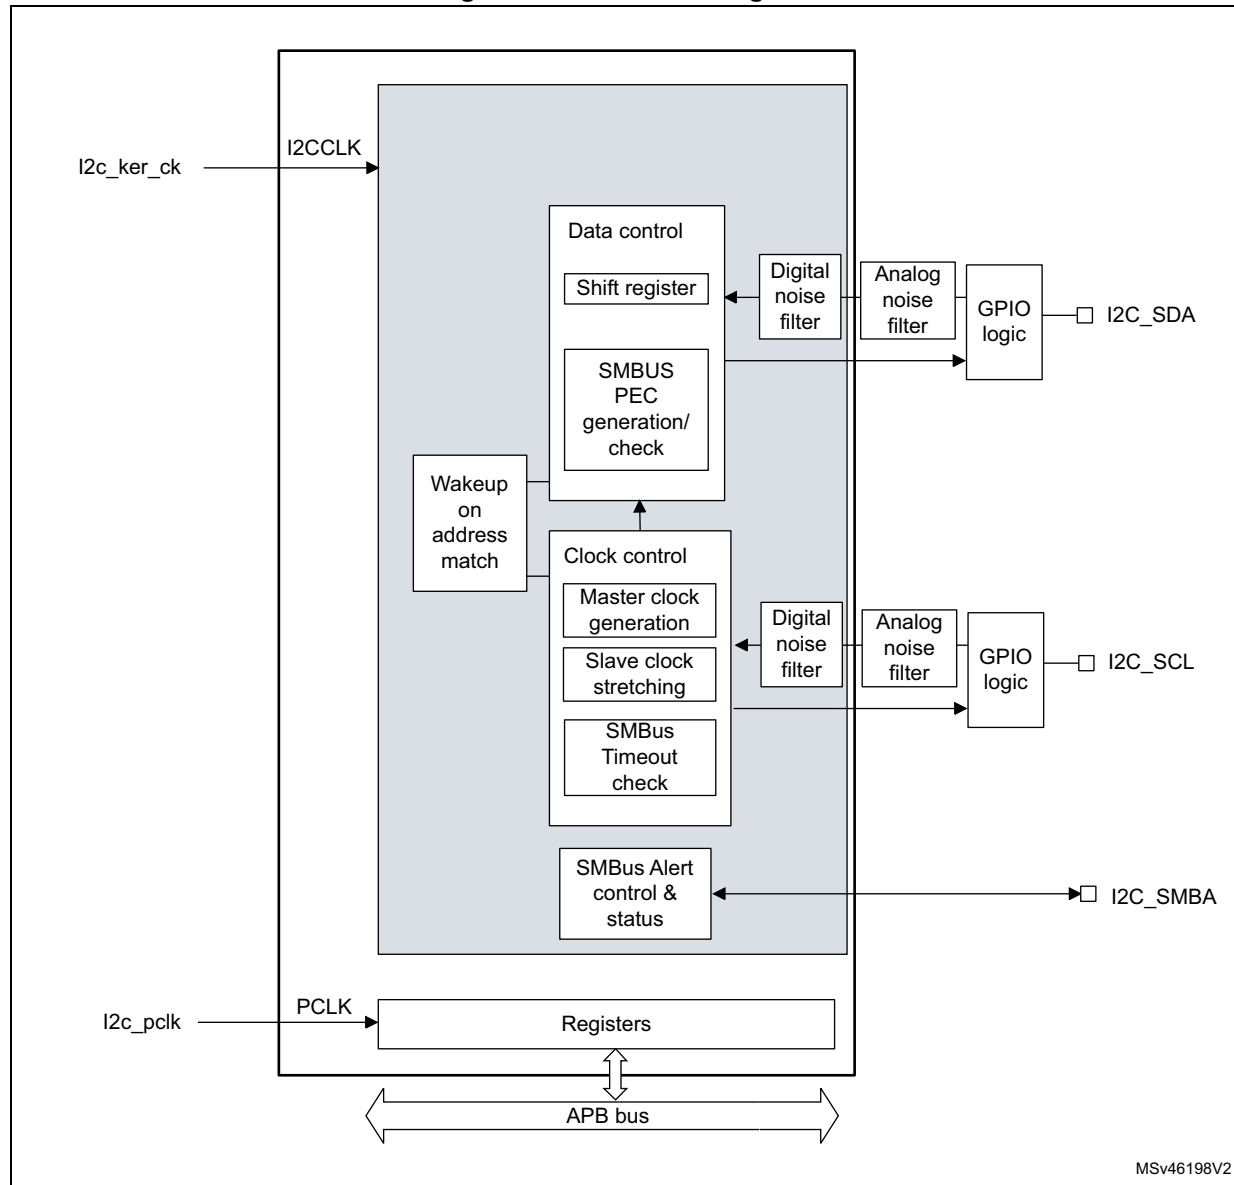 I2CCLK
I2c_ker_ck
Data control
Shift register
SMBUS
PEC
generation/
check
Digital
noise
filter
Analog
noise
filter
GPIO
logic
I2C_SDA
Wakeup
on
address
match
Clock control
Master clock
generation
Slave clock
stretching
SMBus
Timeout
check
Digital
noise
filter
Analog
noise
filter
GPIO
logic
I2C_SCL
SMBus Alert
control &
status
I2C_SMBA
PCLK
I2c_pclk
Registers
APB bus
MSv46198V2